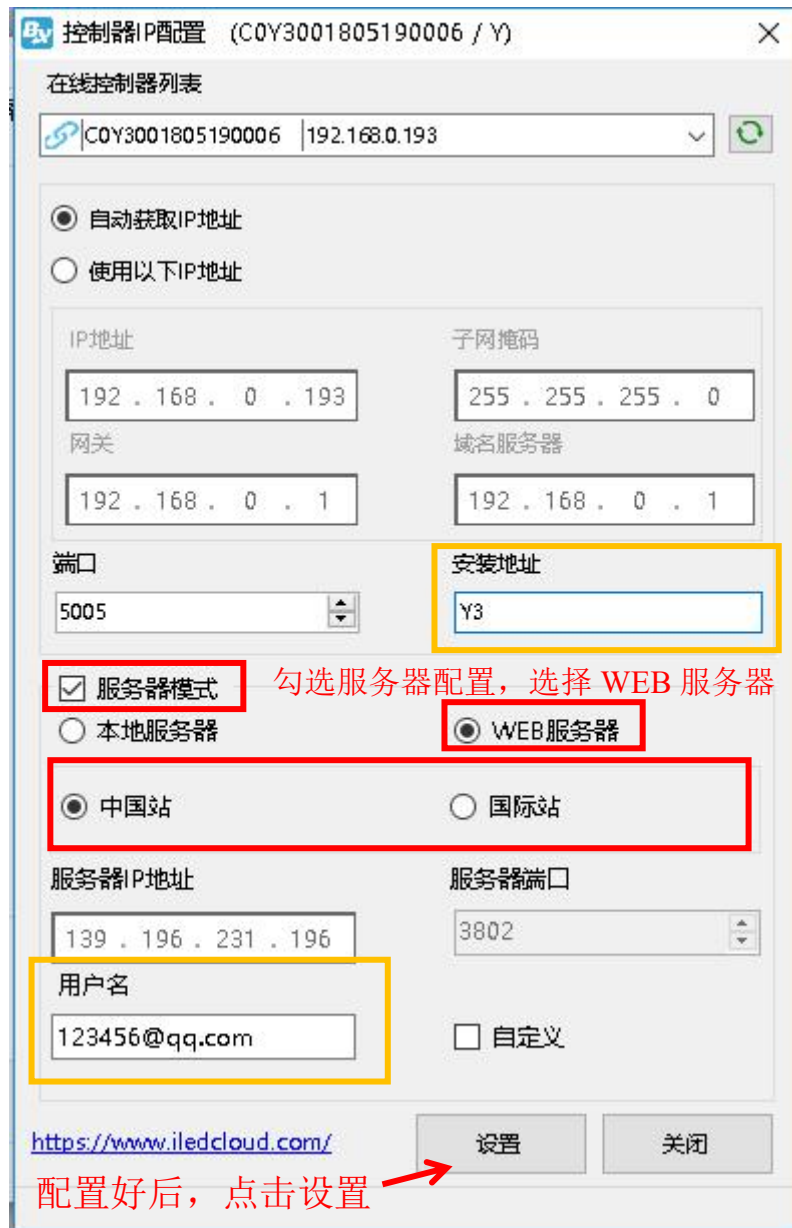 BX 控制器IP配置 (C0Y3001805190006 / Y)
在线控制器列表
C0Y3001805190006 |192.168.0.193
自动获取IP地址
使用以下IP地址
IP地址 子网掩码
192 . 168 . 0 . 193 255 . 255 . 255 . 0
网关 域名服务器
192 . 168 . 0 . 1 192 . 168 . 0 . 1
端口 安装地址
5005 Y3
服务器模式 勾选服务器配置，选择 WEB 服务器
本地服务器 WEB服务器
中国站 国际站
服务器IP地址 服务器端口
139 . 196 . 231 . 196 3802
用户名
123456@qq.com 自定义
https://www.iledcloud.com/ 设置 关闭
配置好后，点击设置